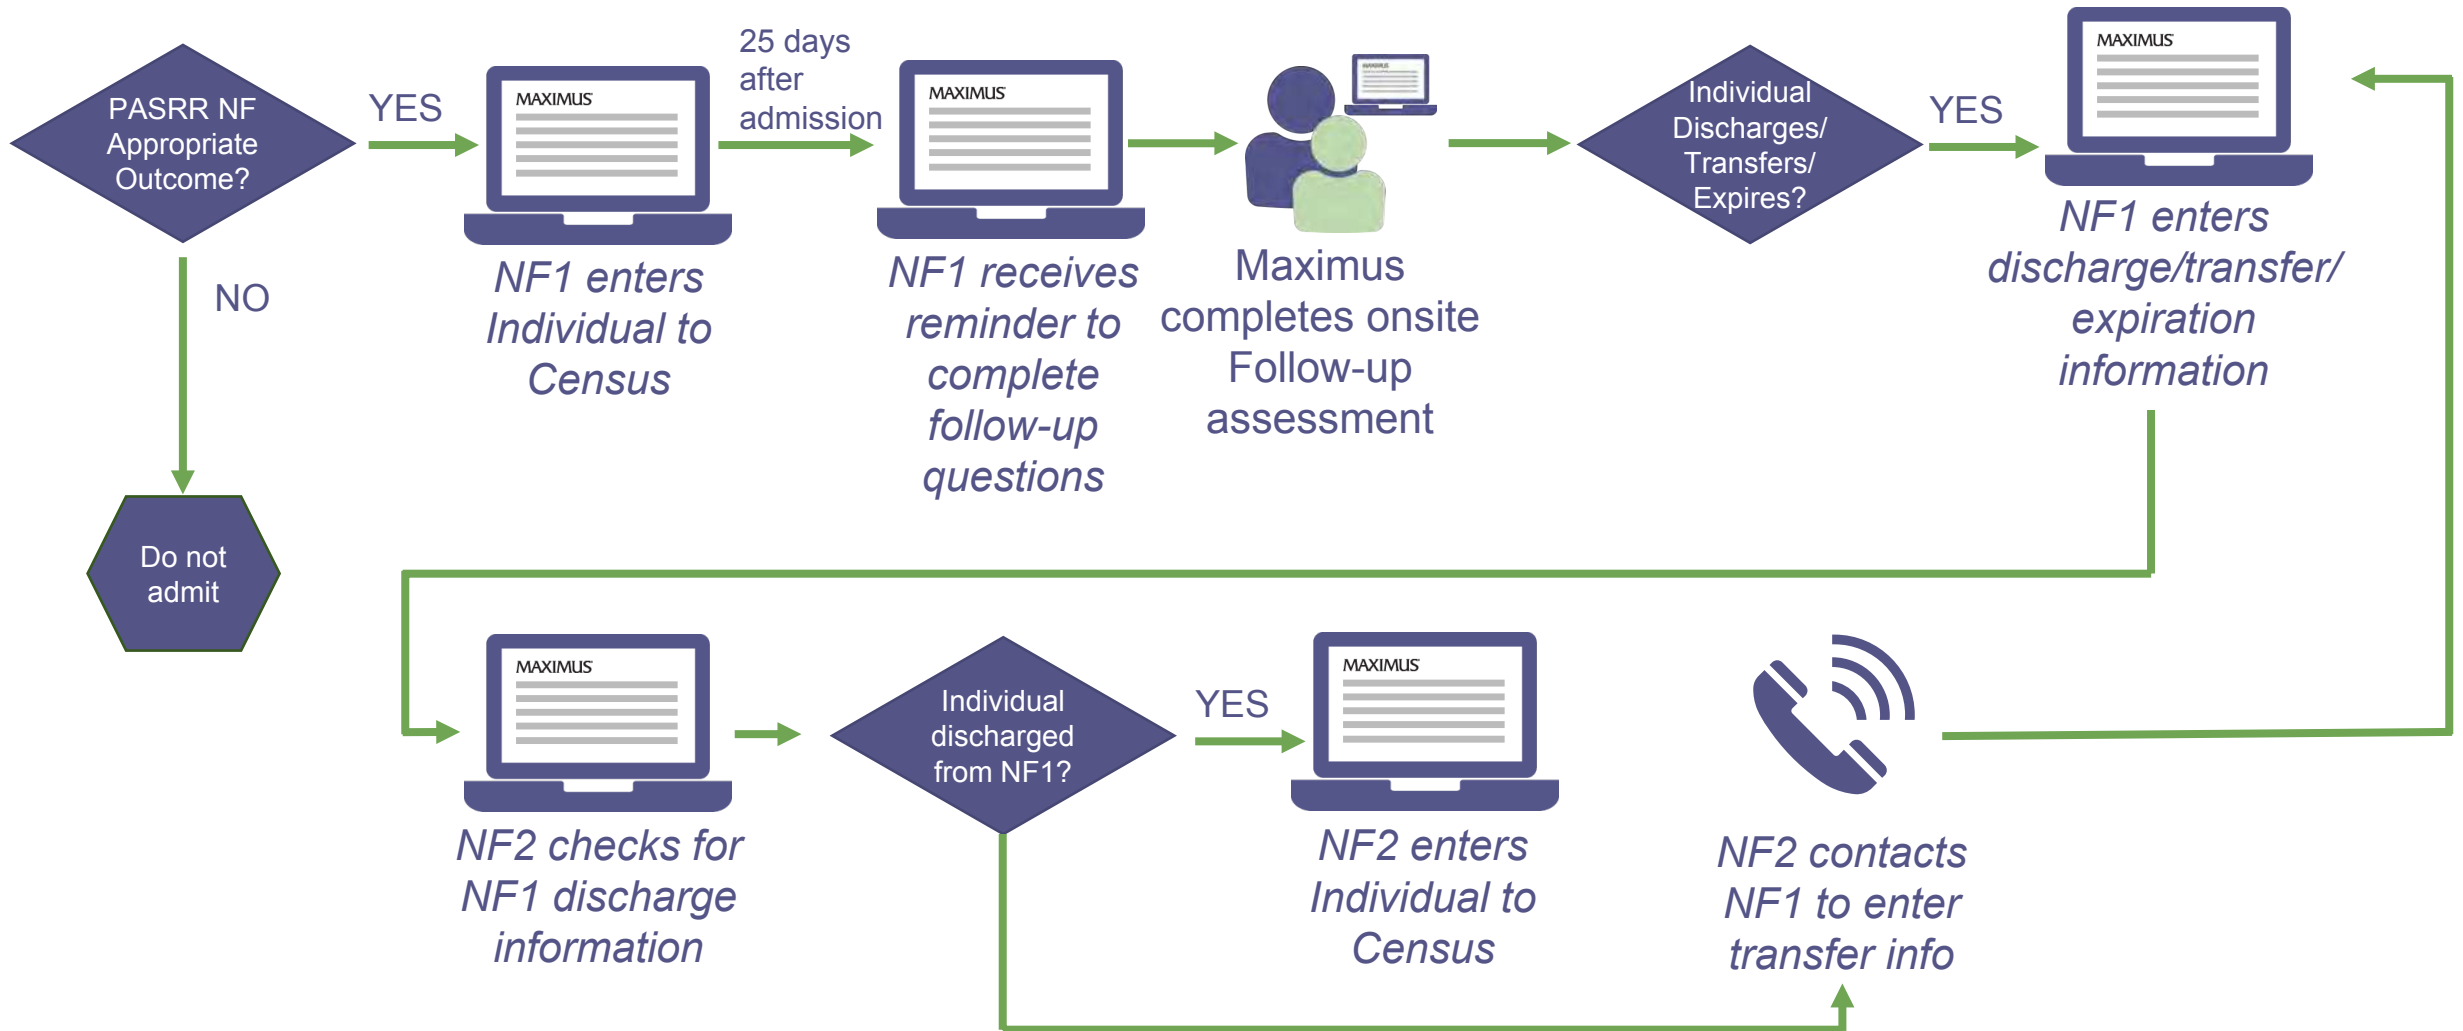 PASRR NF
Appropriate
Outcome?
YES
NO
Do not
admit
MAXIMUS
NF1 enters
Individual to
Census
25 days
after
admission
MAXIMUS
NF1 receives
reminder to
complete
follow-up
questions
MAXIMUS
Maximus
completes onsite
Follow-up
assessment
Individual
Discharges/
Transfers/
Expires?
YES
MAXIMUS
NF1 enters
discharge/transfer/
expiration
information
MAXIMUS
NF2 checks for
NF1 discharge
information
Individual
discharged
from NF1?
YES
MAXIMUS
NF2 enters
Individual to
Census
NF2 contacts
NF1 to enter
transfer info